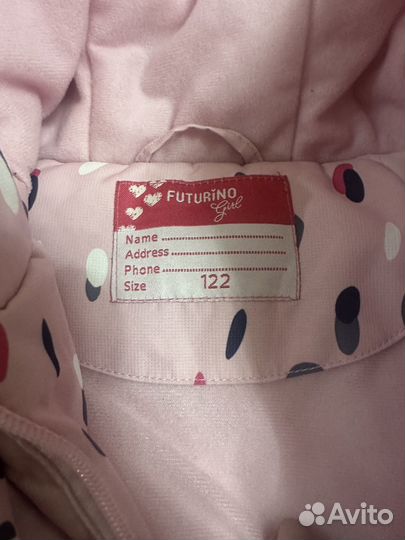 FUTURiNO
Girl
Name
Address
Phone
Size 122
Avito